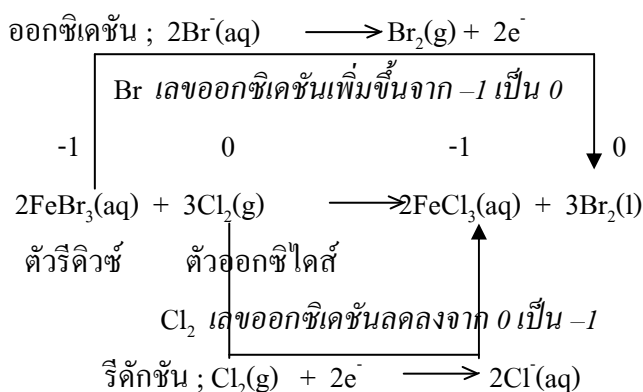 ออกซิเดชัน ; 2Br⁻(aq) ⟶ Br₂(g) + 2e⁻
Br เลขออกซิเดชันเพิ่มขึ้นจาก –1 เป็น 0
-1 0 -1 0
2FeBr₃(aq) + 3Cl₂(g) ⟶ 2FeCl₃(aq) + 3Br₂(l)
ตัวรีดิวซ์ ตัวออกซิไดส์
Cl₂ เลขออกซิเดชันลดลงจาก 0 เป็น –1
รีดักชัน ; Cl₂(g) + 2e⁻ ⟶ 2Cl⁻(aq)